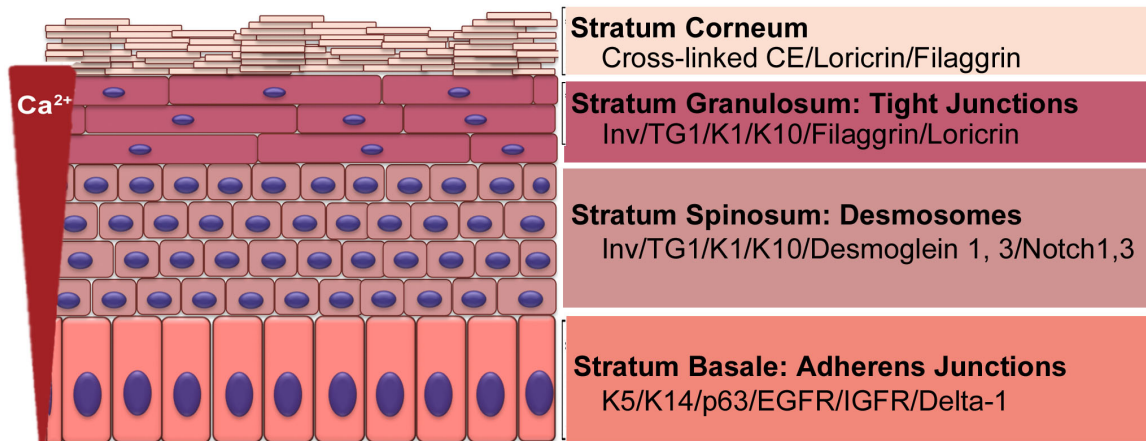 Stratum Corneum
Cross-linked CE/Loricrin/Filaggrin
Ca²⁺
Stratum Granulosum: Tight Junctions
Inv/TG1/K1/K10/Filaggrin/Loricrin
Stratum Spinosum: Desmosomes
Inv/TG1/K1/K10/Desmoglein 1, 3/Notch1,3
Stratum Basale: Adherens Junctions
K5/K14/p63/EGFR/IGFR/Delta-1